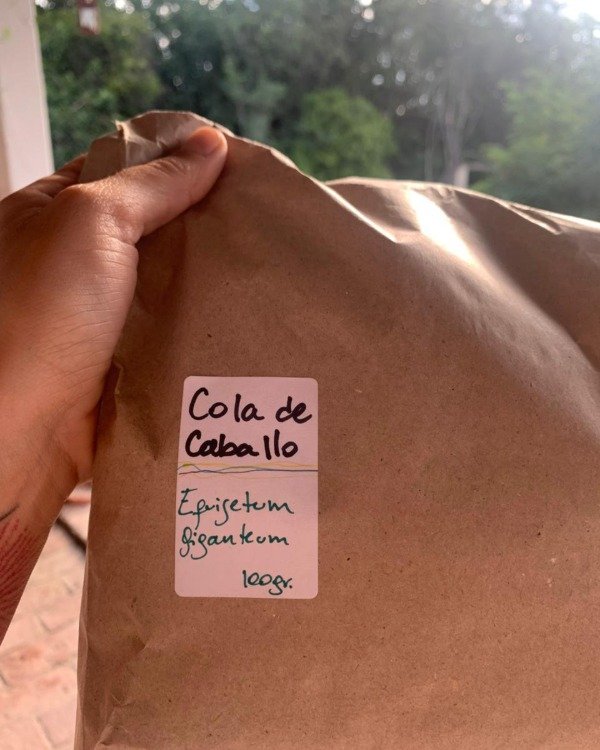 Cola de
Caballo
Equisetum
giganteum
100gr.